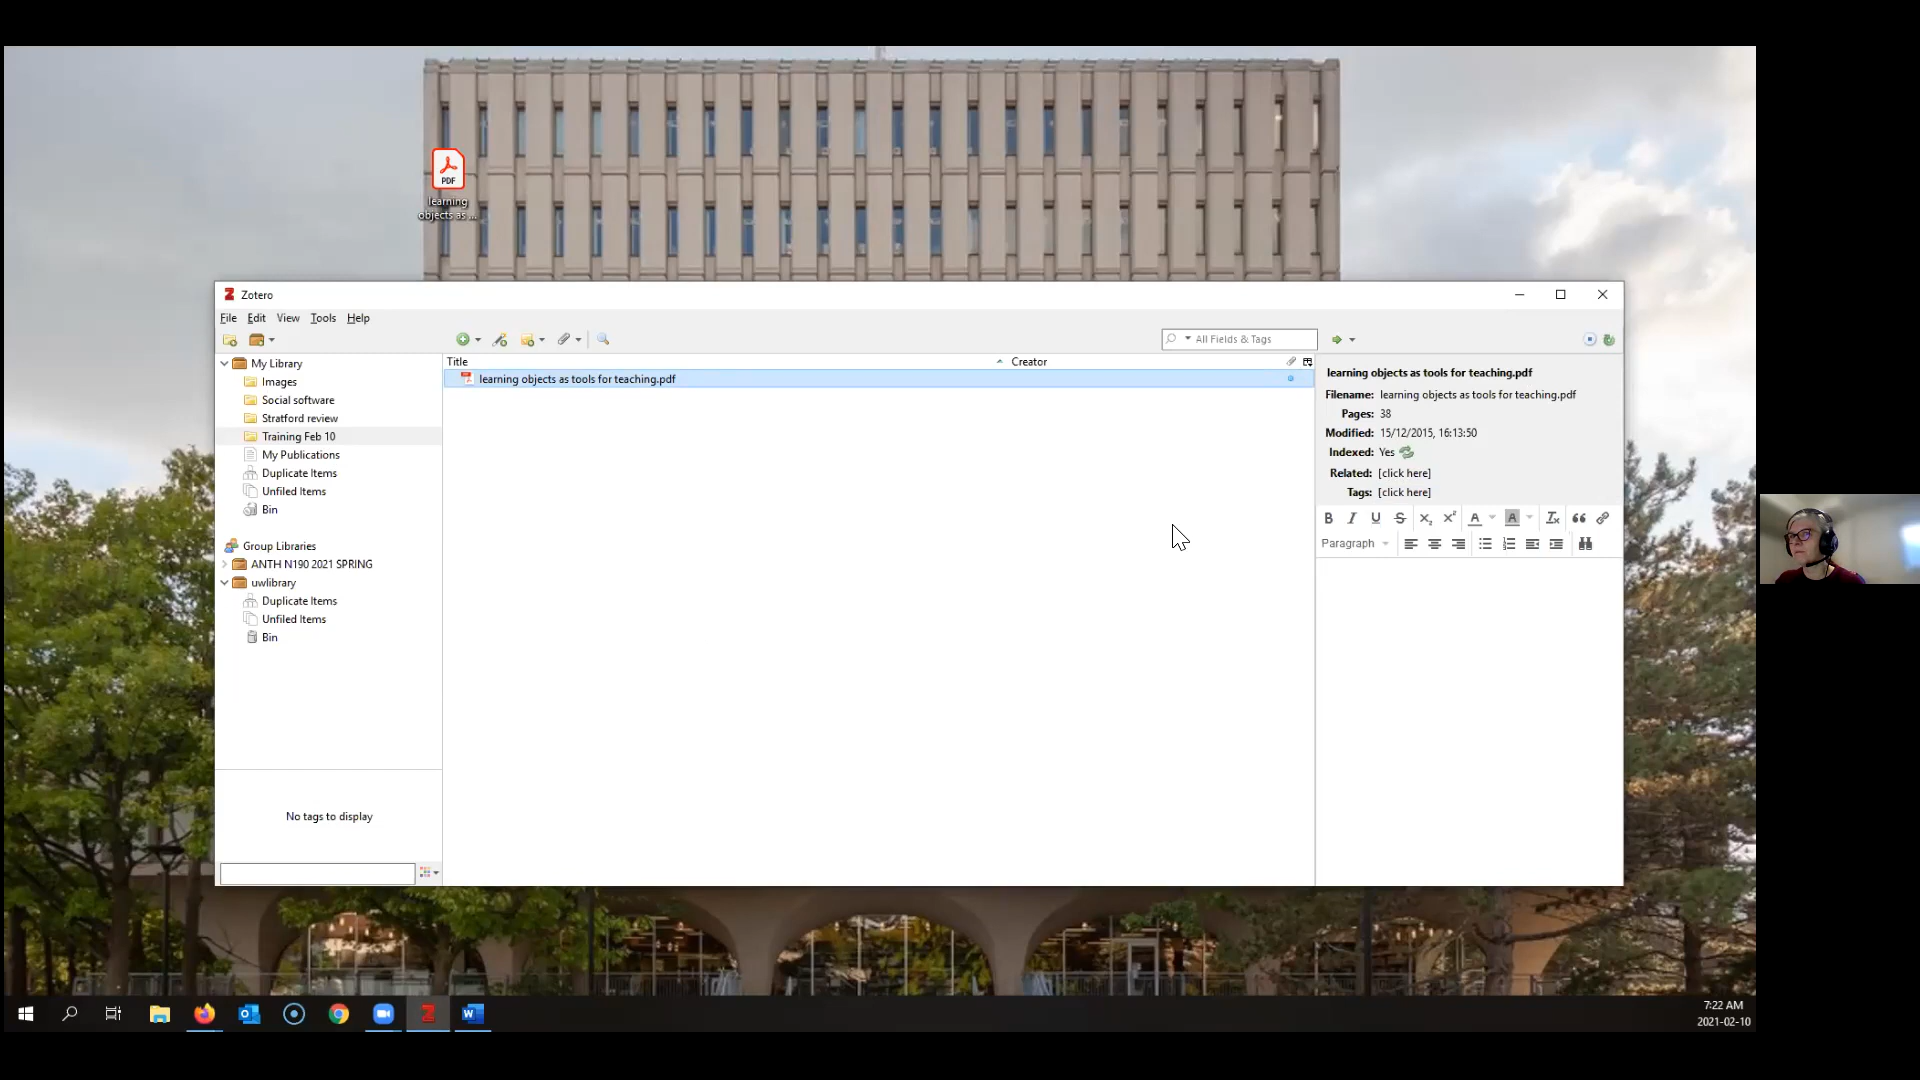 PDF
learning
objects as ...
Z Zotero
File Edit View Tools Help
All Fields & Tags
My Library
Images
Social software
Stratford review
Training Feb 10
My Publications
Duplicate Items
Unfiled Items
Bin
Group Libraries
ANTH N190 2021 SPRING
uwlibrary
Duplicate Items
Unfiled Items
Bin
No tags to display
Title Creator
learning objects as tools for teaching.pdf
learning objects as tools for teaching.pdf
Filename: learning objects as tools for teaching.pdf
Pages: 38
Modified: 15/12/2015, 16:13:50
Indexed: Yes
Related: [click here]
Tags: [click here]
Paragraph
7:22 AM
2021-02-10